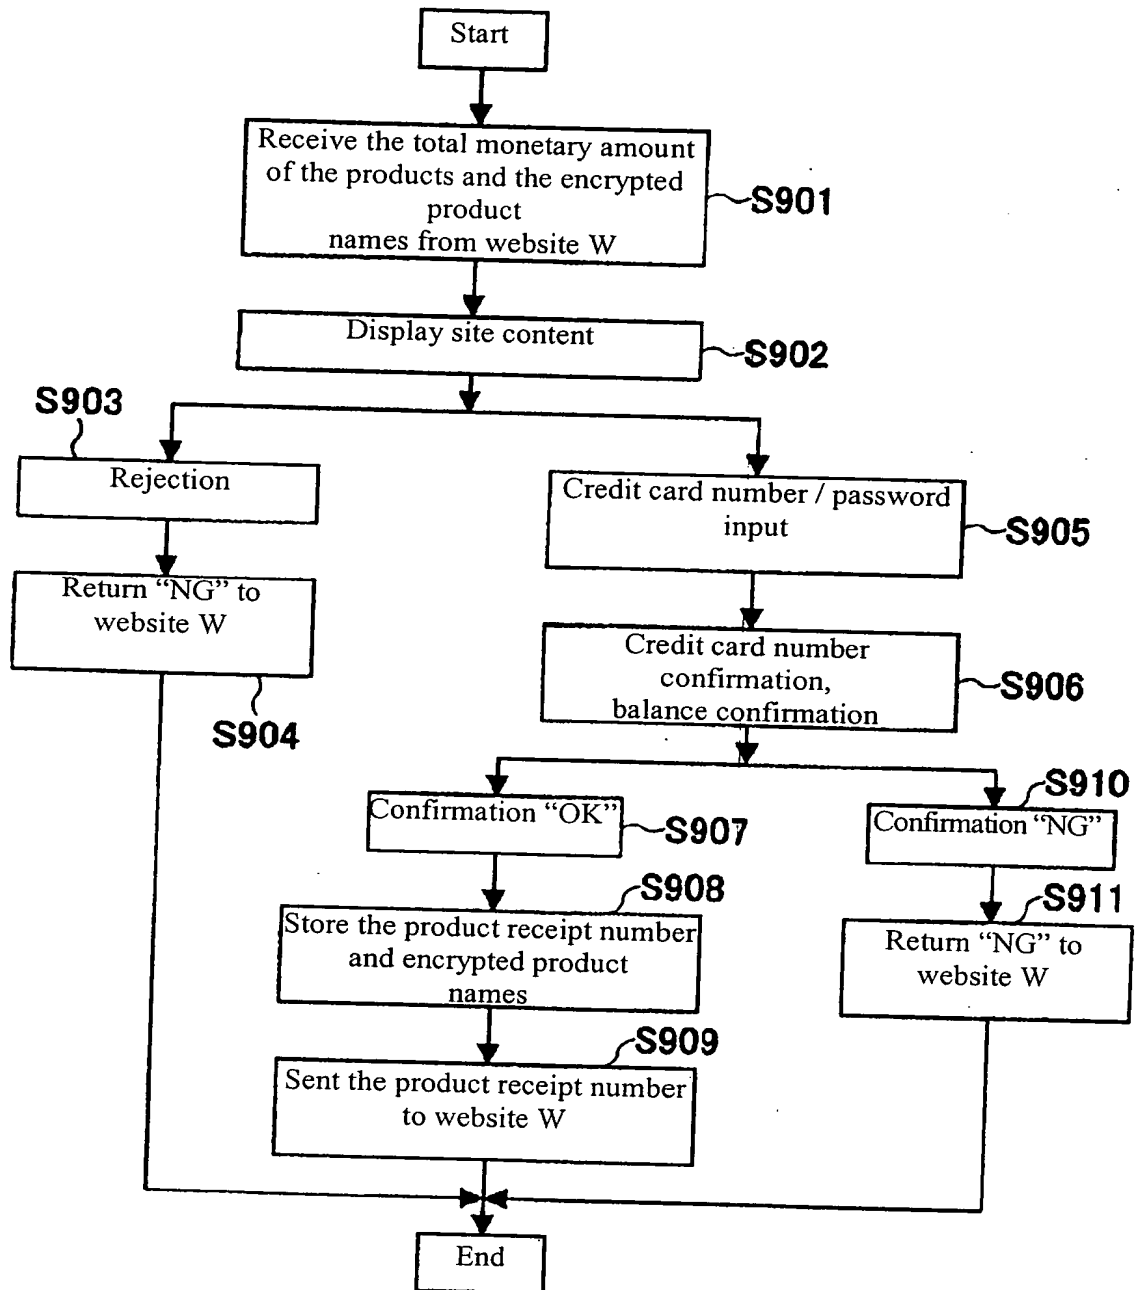 Start
Receive the total monetary amount
of the products and the encrypted
product
names from website W
S901
Display site content
S902
S903
Rejection
Return “NG” to
website W
S904
Credit card number / password
input
S905
Credit card number
confirmation,
balance confirmation
S906
Confirmation “OK”
S907
S908
Store the product receipt number
and encrypted product
names
S909
Sent the product receipt number
to website W
S910
Confirmation “NG”
S911
Return “NG” to
website W
End